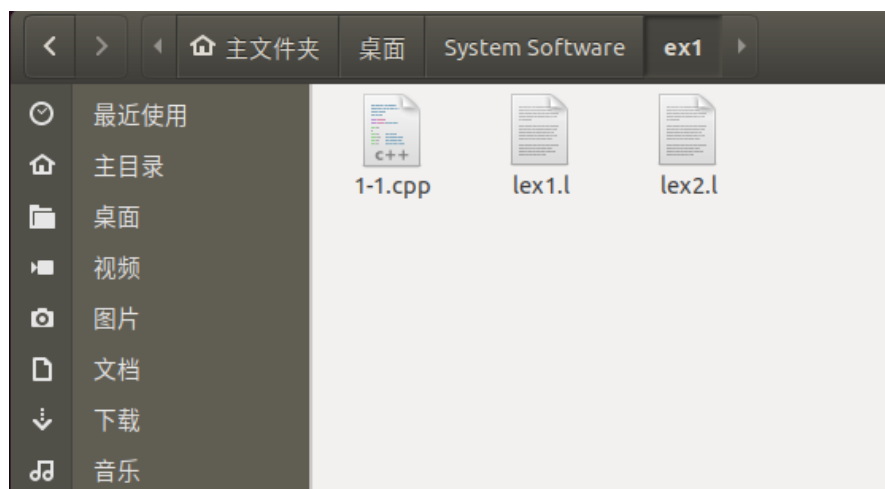 主文件夹 桌面 System Software ex1
最近使用
主目录
桌面
视频
图片
文档
下载
音乐
c++
1-1.cpp lex1.l lex2.l